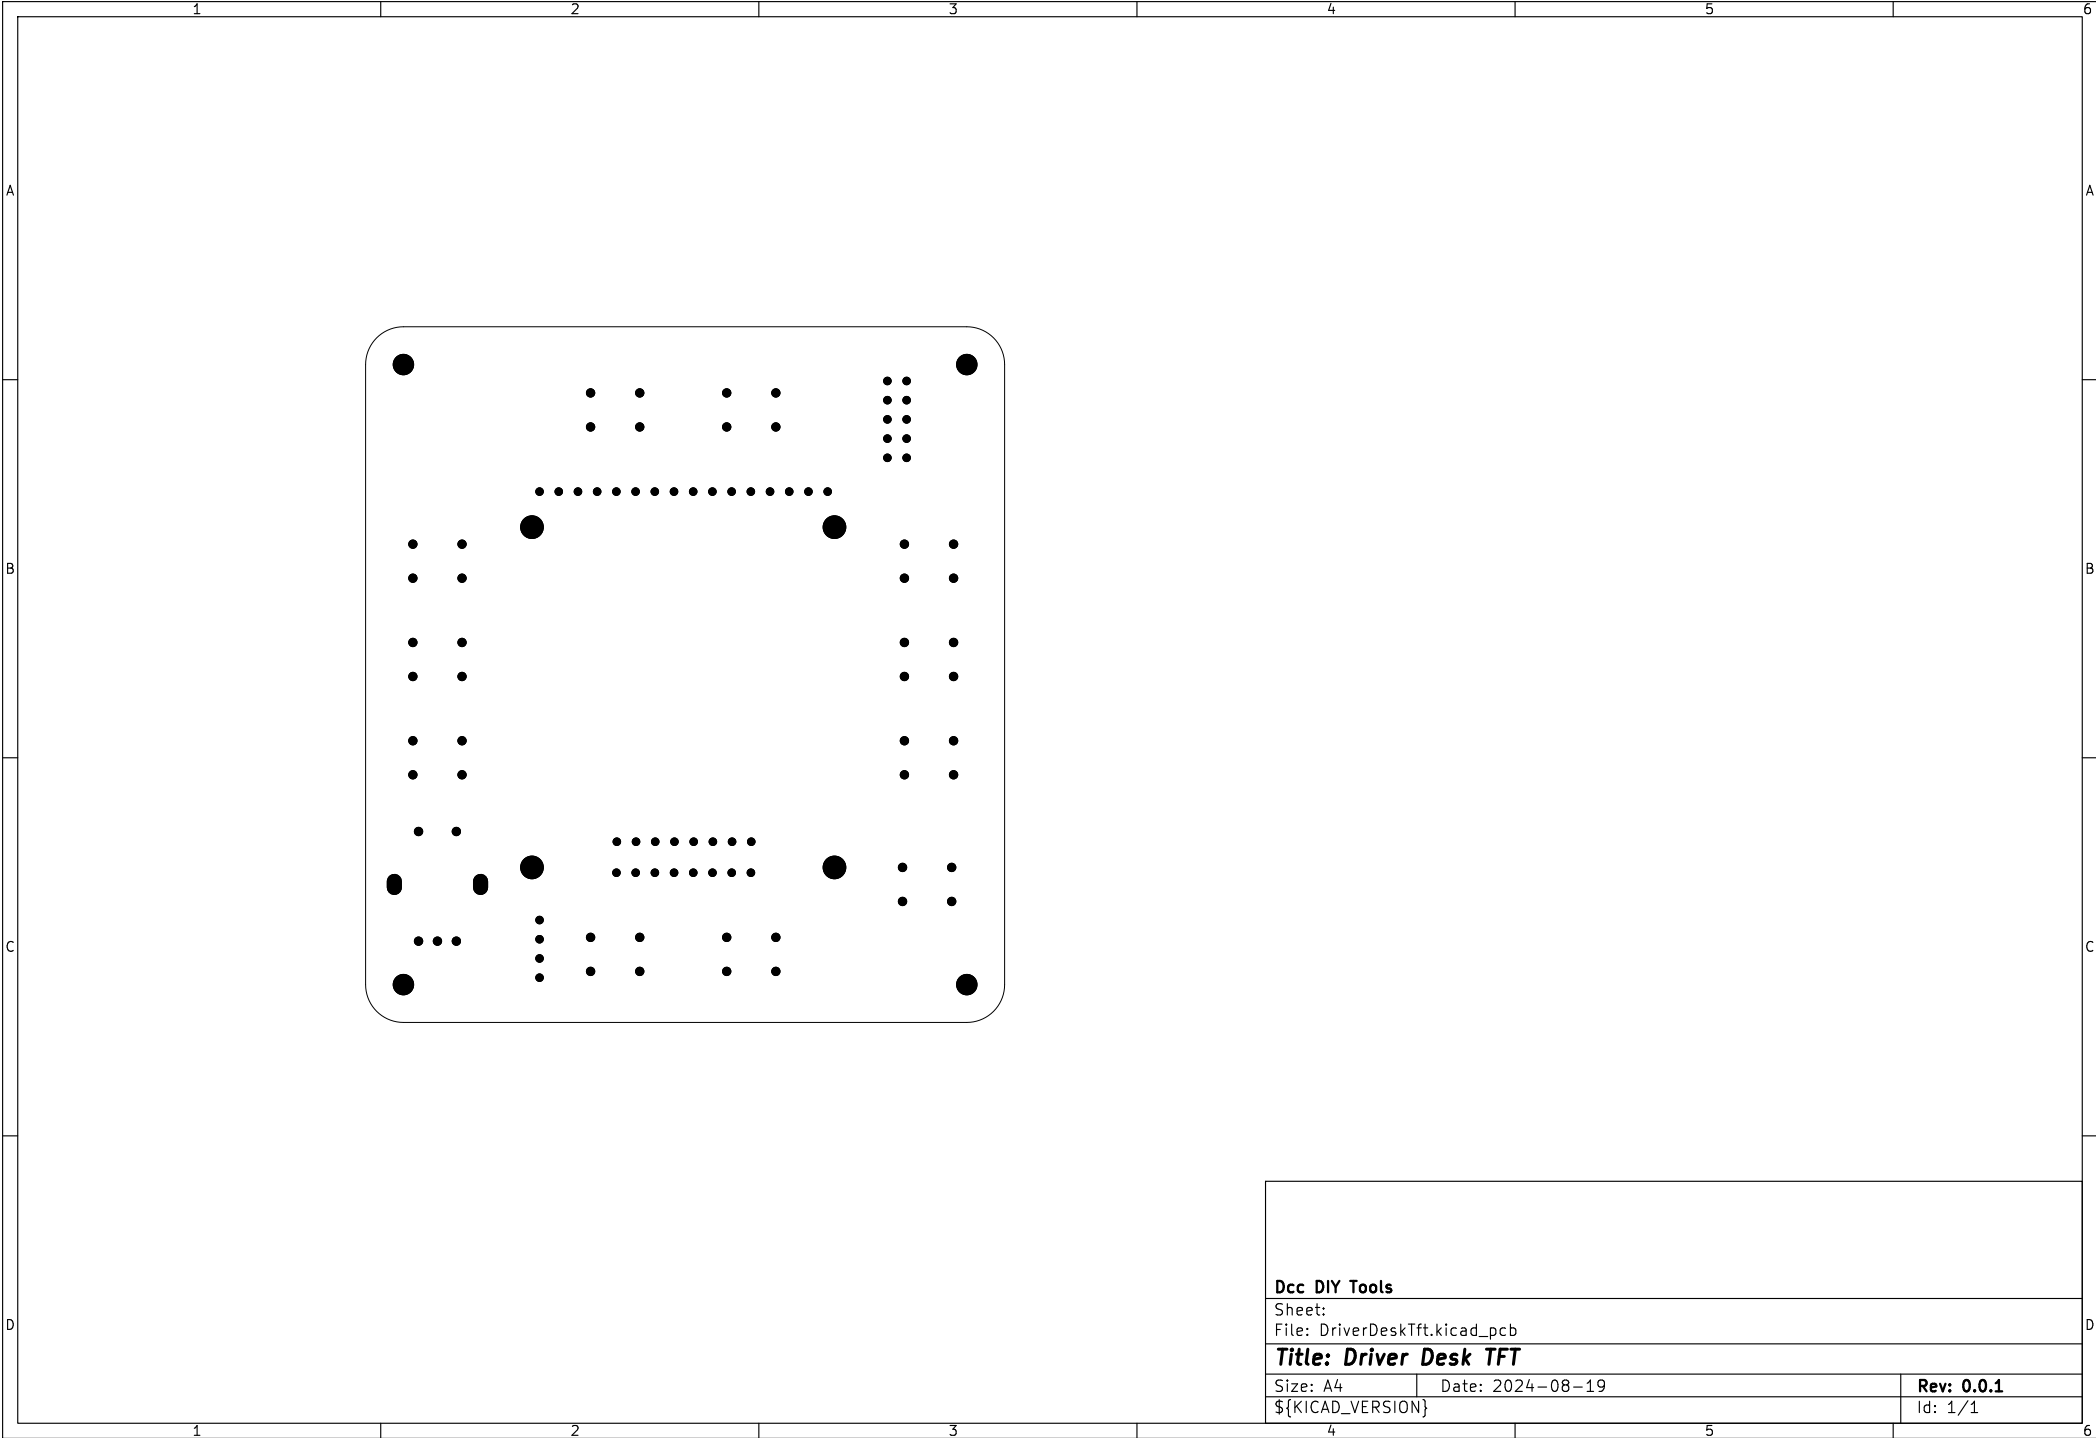 1 2 3 4 5 6
A A
B B
C C
Dcc DIY Tools
Sheet:
D D
File: DriverDeskTft.kicad_pcb
Title: Driver Desk TFT
Size: A4 Date: 2024-08-19 Rev: 0.0.1
${KICAD_VERSION} Id: 1/1
1 2 3 4 5 6